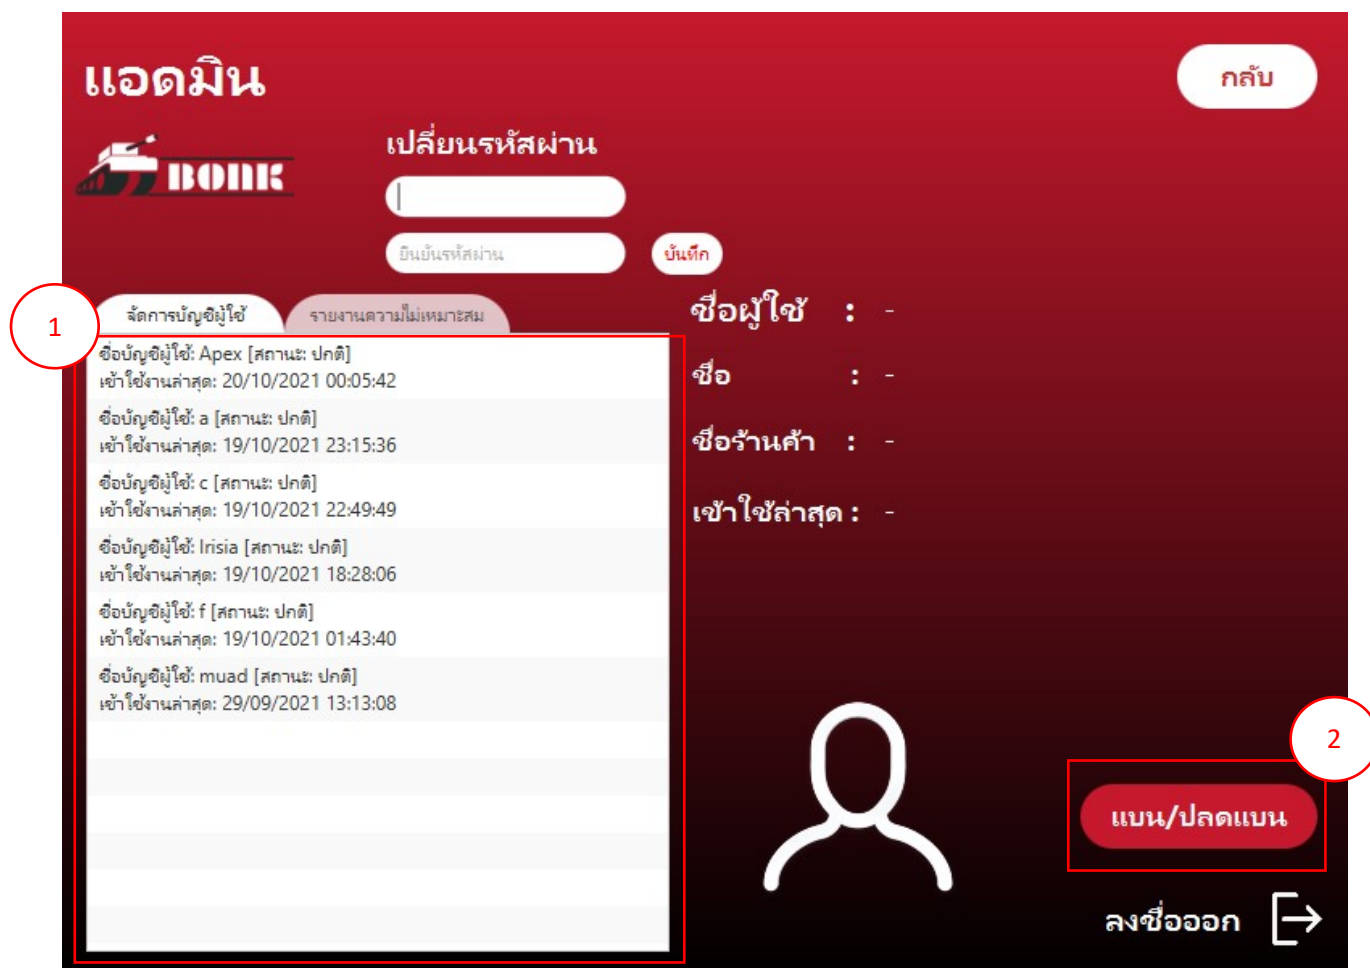 แอดมิน
กลับ
BONK
เปลี่ยนรหัสผ่าน
ยืนยันรหัสผ่าน
บันทึก
1
จัดการบัญชีผู้ใช้
รายงานความไม่เหมาะสม
ชื่อบัญชีผู้ใช้: Apex [สถานะ: ปกติ]
เข้าใช้งานล่าสุด: 20/10/2021 00:05:42
ชื่อบัญชีผู้ใช้: a [สถานะ: ปกติ]
เข้าใช้งานล่าสุด: 19/10/2021 23:15:36
ชื่อบัญชีผู้ใช้: c [สถานะ: ปกติ]
เข้าใช้งานล่าสุด: 19/10/2021 22:49:49
ชื่อบัญชีผู้ใช้: Irisia [สถานะ: ปกติ]
เข้าใช้งานล่าสุด: 19/10/2021 18:28:06
ชื่อบัญชีผู้ใช้: f [สถานะ: ปกติ]
เข้าใช้งานล่าสุด: 19/10/2021 01:43:40
ชื่อบัญชีผู้ใช้: muad [สถานะ: ปกติ]
เข้าใช้งานล่าสุด: 29/09/2021 13:13:08
ชื่อผู้ใช้ : -
ชื่อ : -
ชื่อร้านค้า : -
เข้าใช้ล่าสุด : -
2
แบน/ปลดแบน
ลงชื่อออก